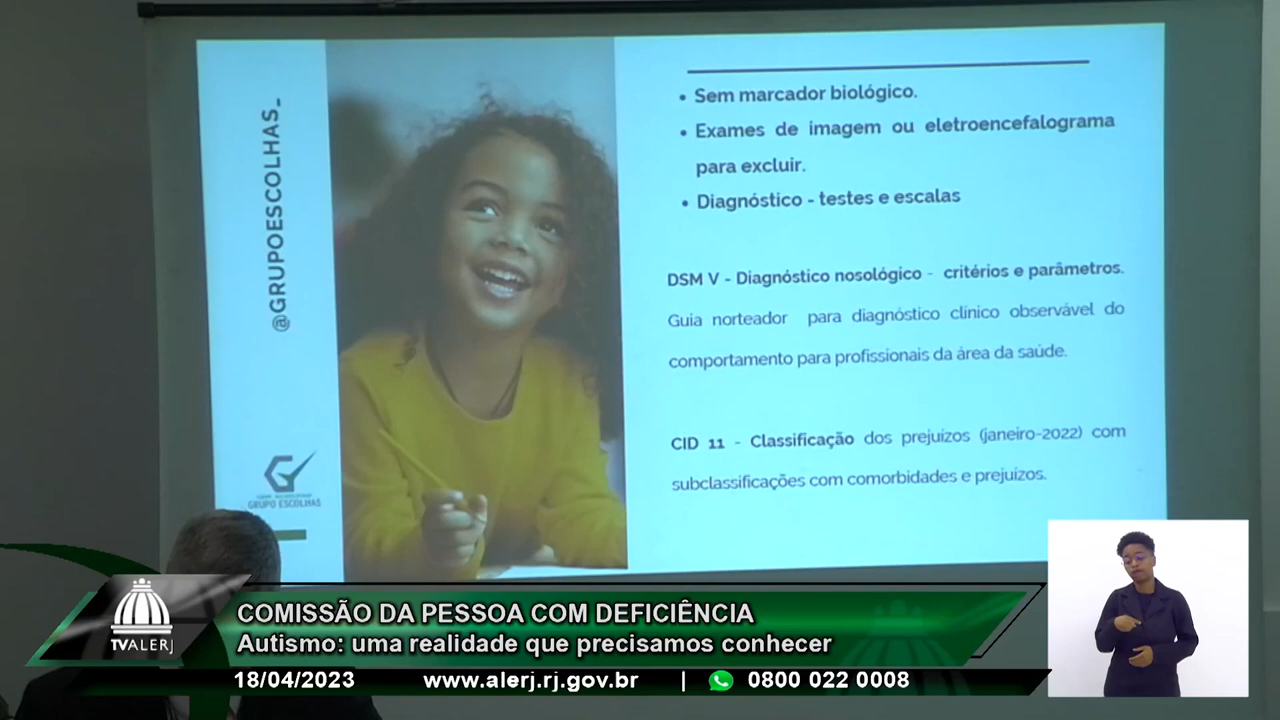 @GRUPOESCOLHAS_
• Sem marcador biológico.
• Exames de imagem ou eletroencefalograma
para excluir.
• Diagnóstico - testes e escalas
DSM V - Diagnóstico nosológico - critérios e parâmetros.
Guia norteador para diagnóstico clínico observável do
comportamento para profissionais da área da saúde.
CID 11 - Classificação dos prejuízos (janeiro-2022) com
subclassificações com comorbidades e prejuízos.
GRUPO ESCOLHAS
COMISSÃO DA PESSOA COM DEFICIÊNCIA
Autismo: uma realidade que precisamos conhecer
TVALERJ
18/04/2023 www.alerj.rj.gov.br | 0800 022 0008